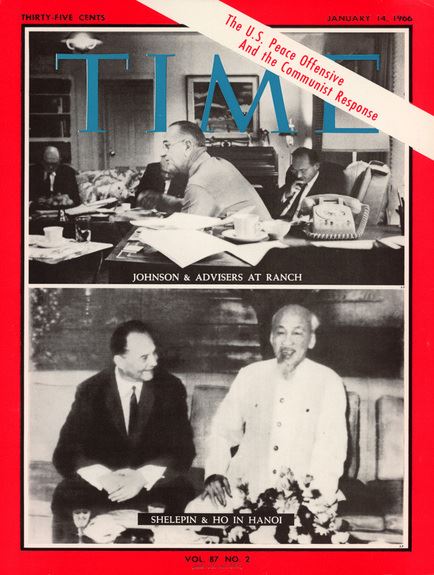 THIRTY-FIVE CENTS
JANUARY 14, 1966
The U.S. Peace Offensive
And the Communist Response
TIME
JOHNSON & ADVISERS AT RANCH
SHELEPIN & HO IN HANOI
VOL. 87 NO. 2